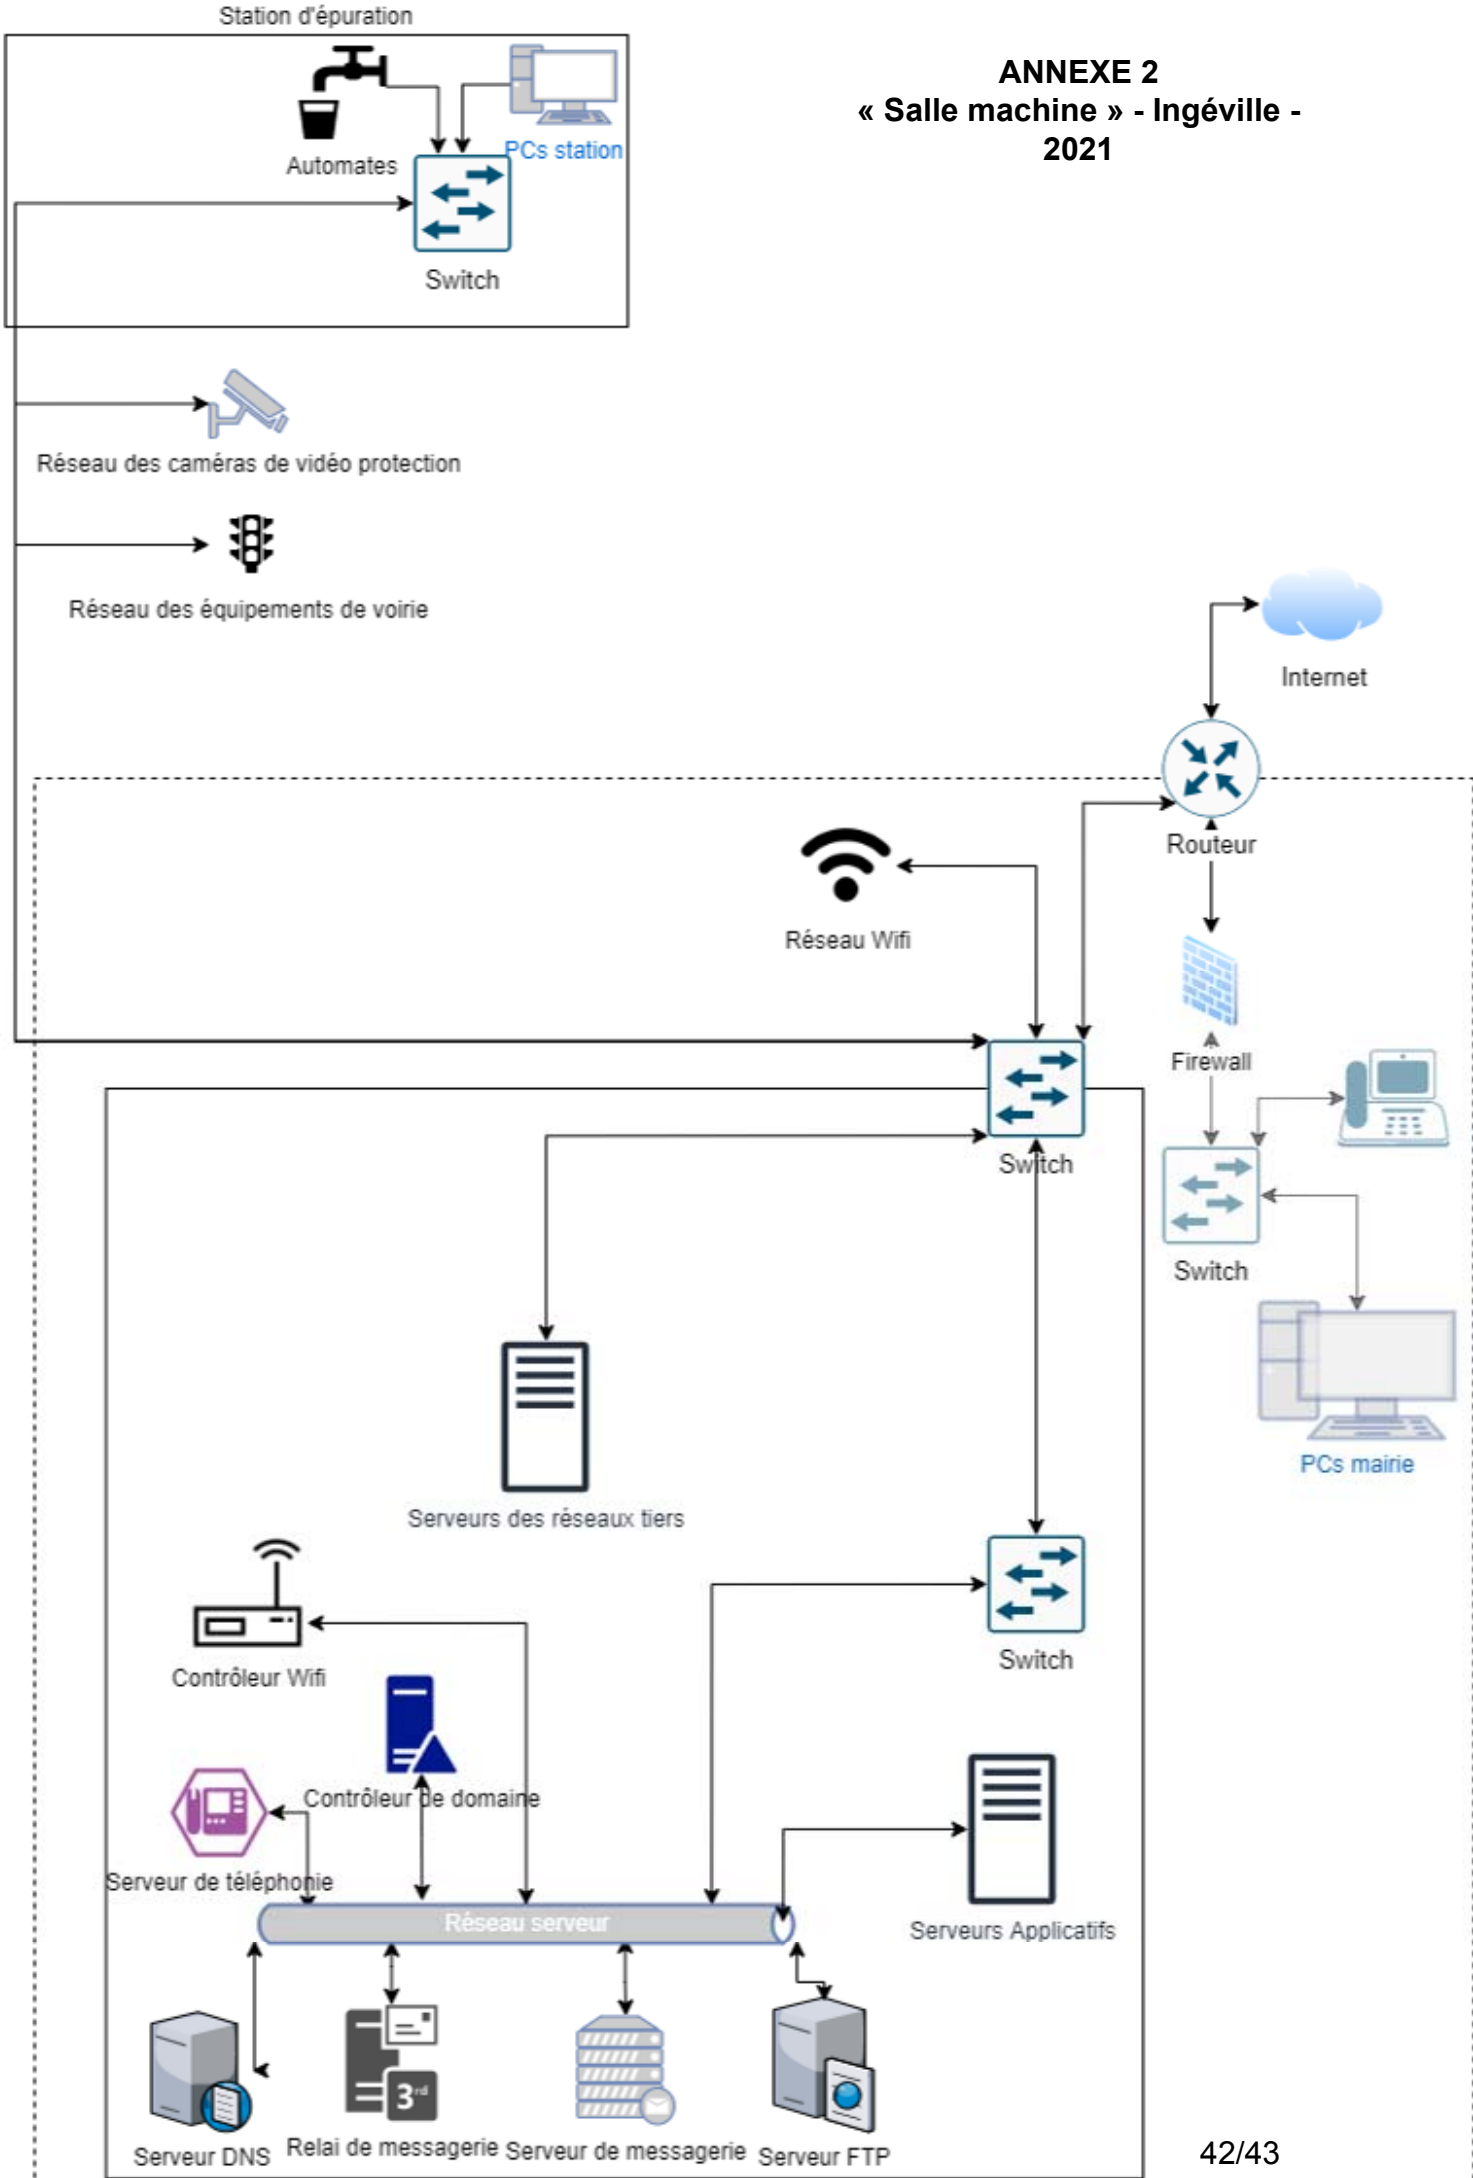 Station d'épuration
ANNEXE 2
« Salle machine » - Ingéville -
2021
Automates
PCs station
Switch
Réseau des caméras de vidéo protection
Réseau des équipements de voirie
Internet
Routeur
Réseau Wifi
Firewall
Switch
Switch
PCs mairie
Serveurs des réseaux tiers
Switch
Contrôleur Wifi
Contrôleur de domaine
Serveur de téléphonie
Réseau serveur
Serveurs Applicatifs
3rd
Serveur DNS
Relai de messagerie
Serveur de messagerie
Serveur FTP
42/43